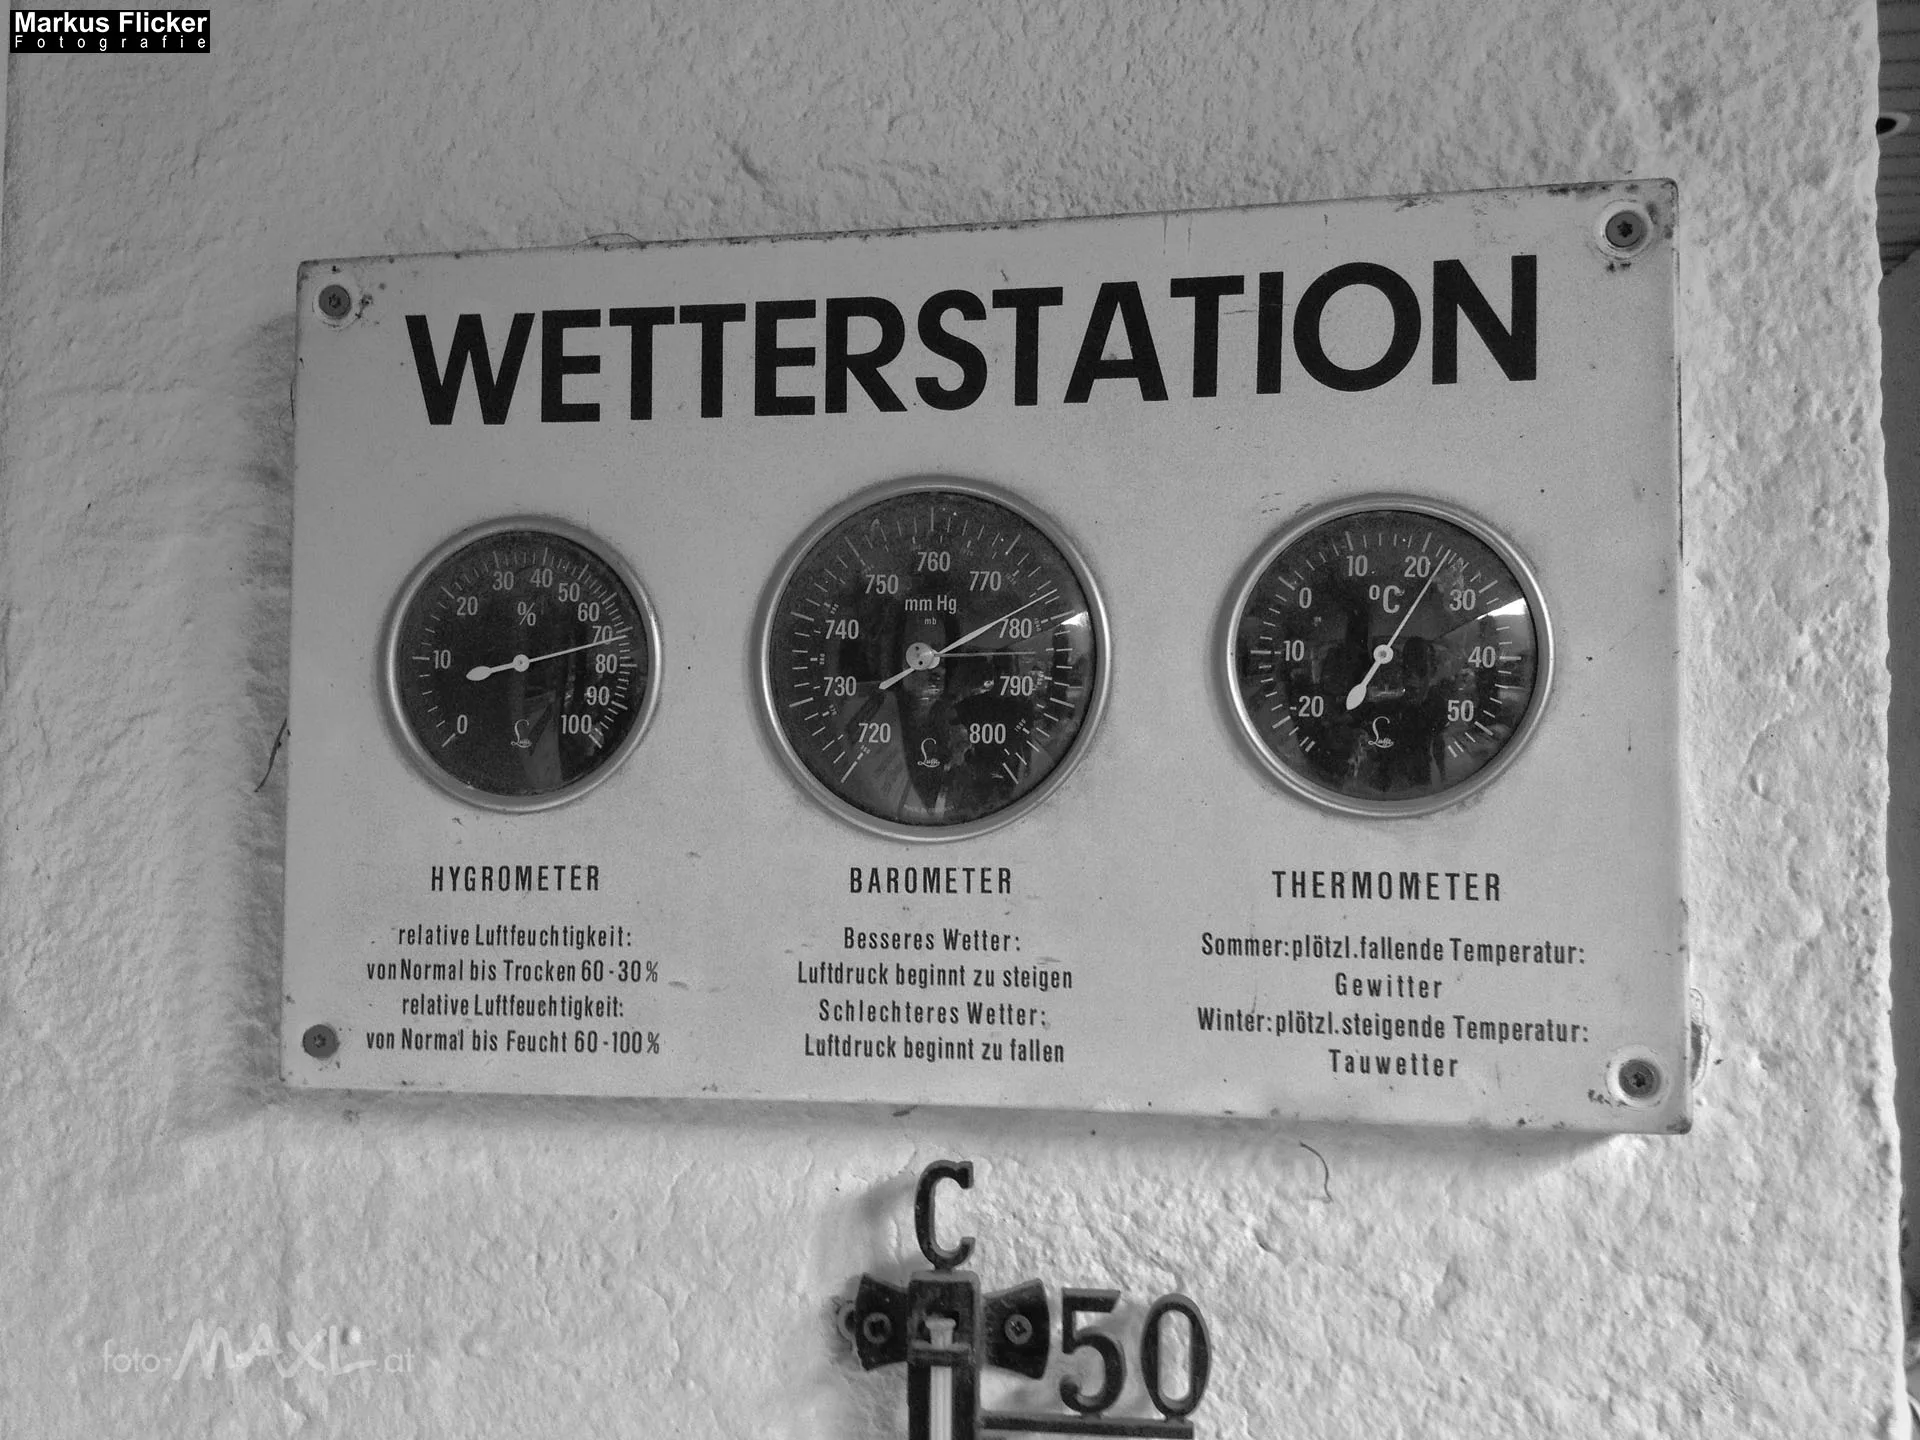 Markus Flicker
Fotografie
WETTERSTATION
30 40 50
20 % 60
70
10 80
90
0 100
Lufft
760
750 770
mm Hg
mb
740 780
730 790
720 800
Lufft
10 20
0 °C 30
-10 40
-20 50
Lufft
HYGROMETER
relative Luftfeuchtigkeit:
von Normal bis Trocken 60-30%
relative Luftfeuchtigkeit:
von Normal bis Feucht 60-100%
BAROMETER
Besseres Wetter:
Luftdruck beginnt zu steigen
Schlechteres Wetter:
Luftdruck beginnt zu fallen
THERMOMETER
Sommer:plötzl.fallende Temperatur:
Gewitter
Winter:plötzl.steigende Temperatur:
Tauwetter
C
50
foto-MAXL.at